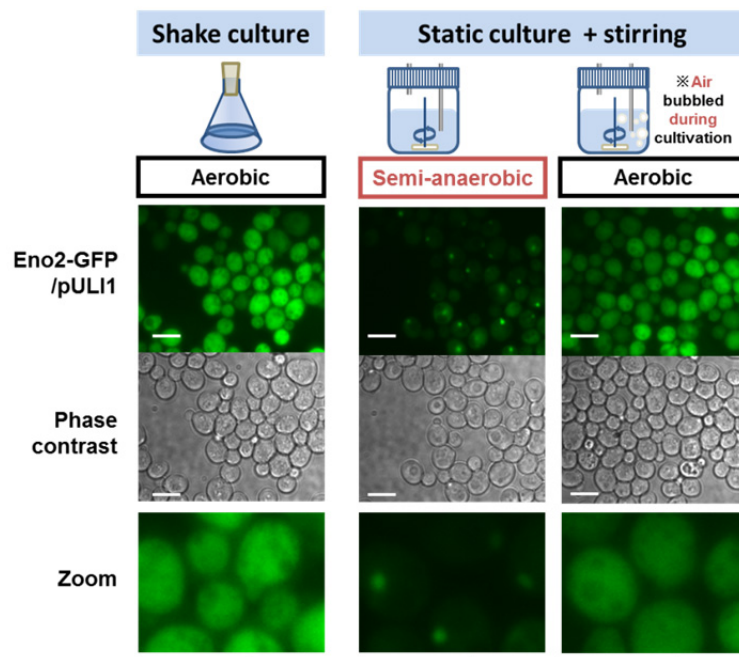 Shake culture
Static culture + stirring
※Air
bubbled
during
cultivation
Aerobic
Semi-anaerobic
Aerobic
Eno2-GFP
/pULI1
Phase
contrast
Zoom